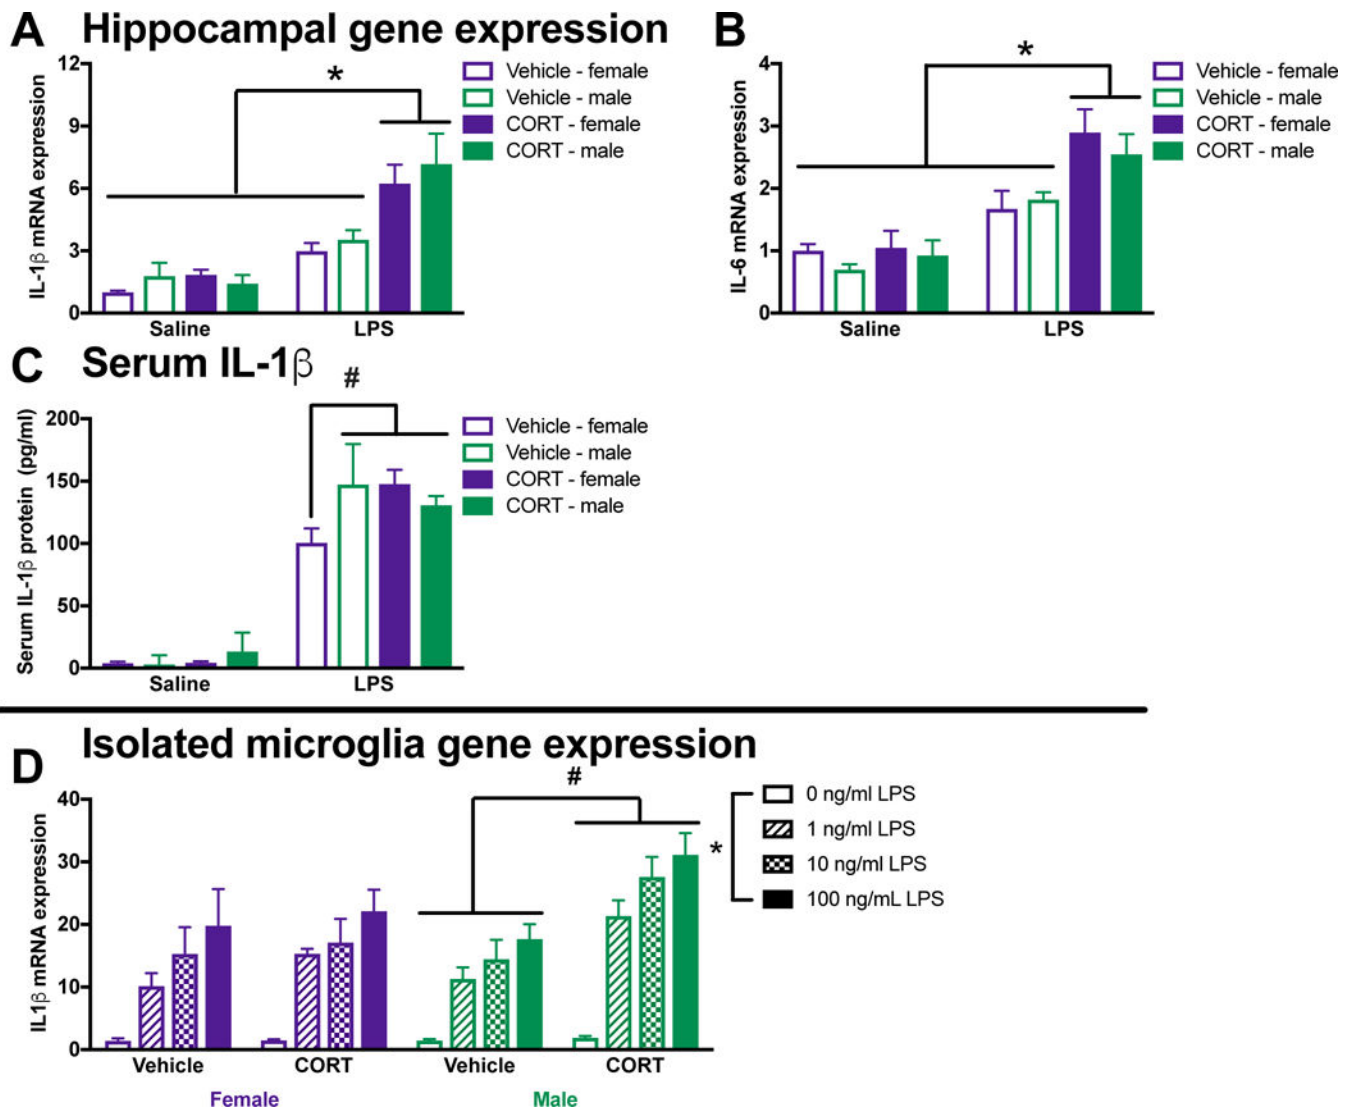 A Hippocampal gene expression
12
9
6
3
0
IL-1β mRNA expression
*
Saline
LPS
Vehicle - female
Vehicle - male
CORT - female
CORT - male
B
4
3
2
1
0
IL-6 mRNA expression
*
Saline
LPS
Vehicle - female
Vehicle - male
CORT - female
CORT - male
C Serum IL-1β
200
150
100
50
0
Serum IL-1β protein (pg/ml)
#
Saline
LPS
Vehicle - female
Vehicle - male
CORT - female
CORT - male
D Isolated microglia gene expression
40
30
20
10
0
IL1β mRNA expression
#
Vehicle
CORT
Vehicle
CORT
Female
Male
*
0 ng/ml LPS
1 ng/ml LPS
10 ng/ml LPS
100 ng/mL LPS